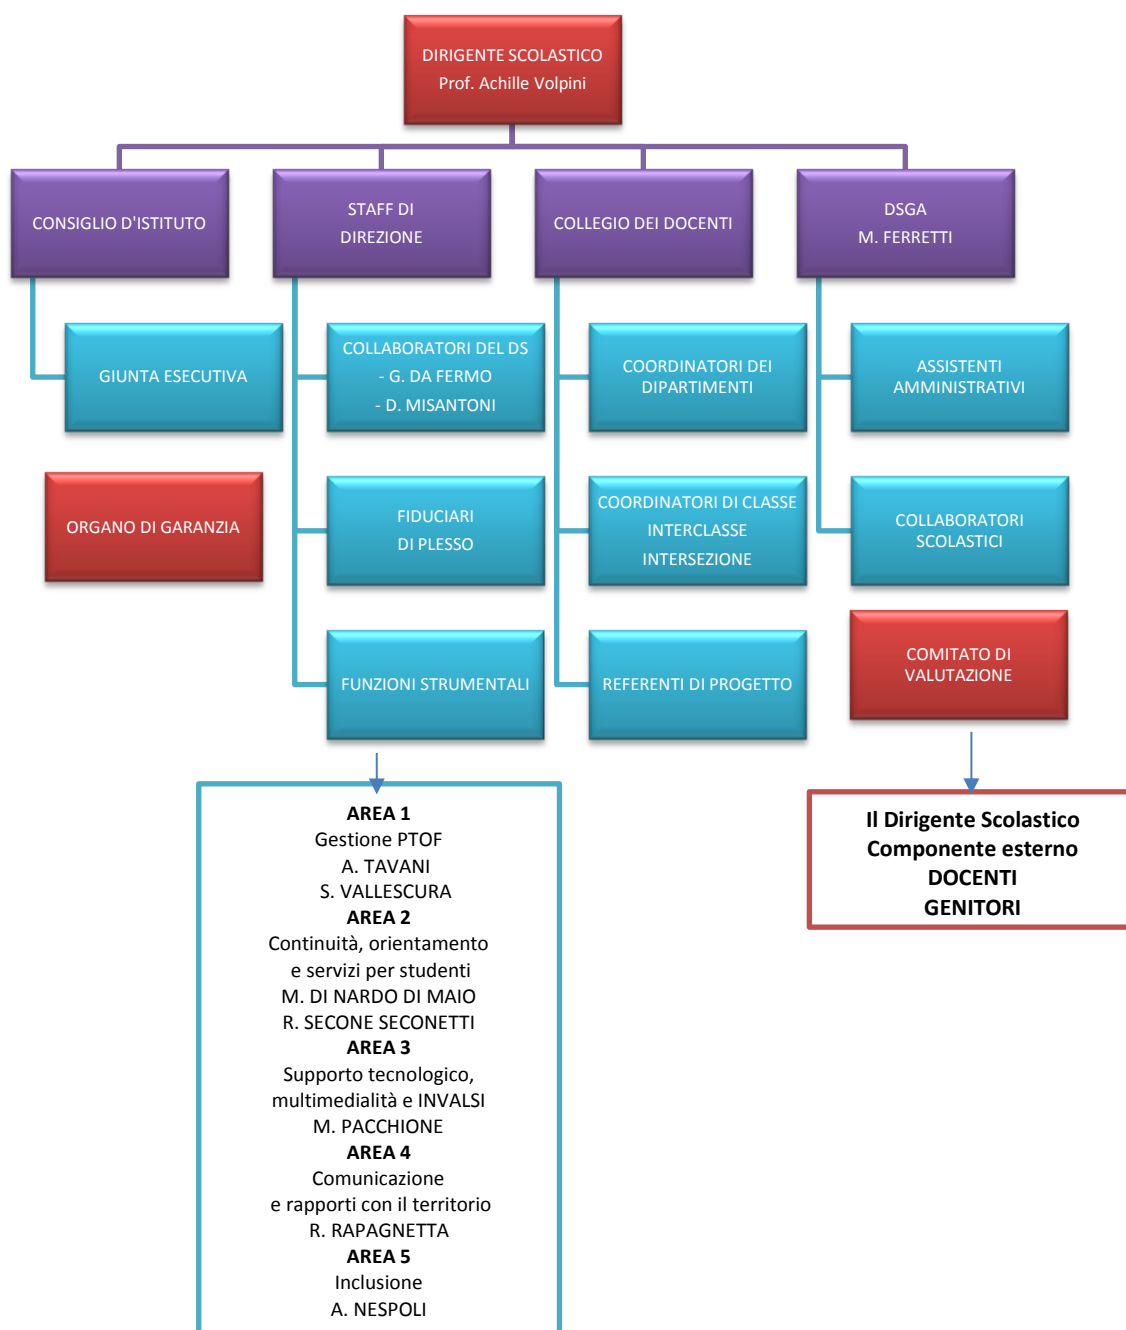 DIRIGENTE SCOLASTICO
Prof. Achille Volpini
CONSIGLIO D'ISTITUTO
STAFF DI
DIREZIONE
COLLEGIO DEI DOCENTI
DSGA
M. FERRETTI
GIUNTA ESECUTIVA
COLLABORATORI DEL DS
- G. DA FERMO
- D. MISANTONI
COORDINATORI DEI
DIPARTIMENTI
ASSISTENTI
AMMINISTRATIVI
ORGANO DI GARANZIA
FIDUCIARI
DI PLESSO
COORDINATORI DI CLASSE
INTERCLASSE
INTERSEZIONE
COLLABORATORI
SCOLASTICI
FUNZIONI STRUMENTALI
REFERENTI DI PROGETTO
COMITATO DI
VALUTAZIONE
AREA 1
Gestione PTOF
A. TAVANI
S. VALLESCURA
AREA 2
Continuità, orientamento
e servizi per studenti
M. DI NARDO DI MAIO
R. SECONE SECONETTI
AREA 3
Supporto tecnologico,
multimedialità e INVALSI
M. PACCHIONE
AREA 4
Comunicazione
e rapporti con il territorio
R. RAPAGNETTA
AREA 5
Inclusione
A. NESPOLI
Il Dirigente Scolastico
Componente esterno
DOCENTI
GENITORI